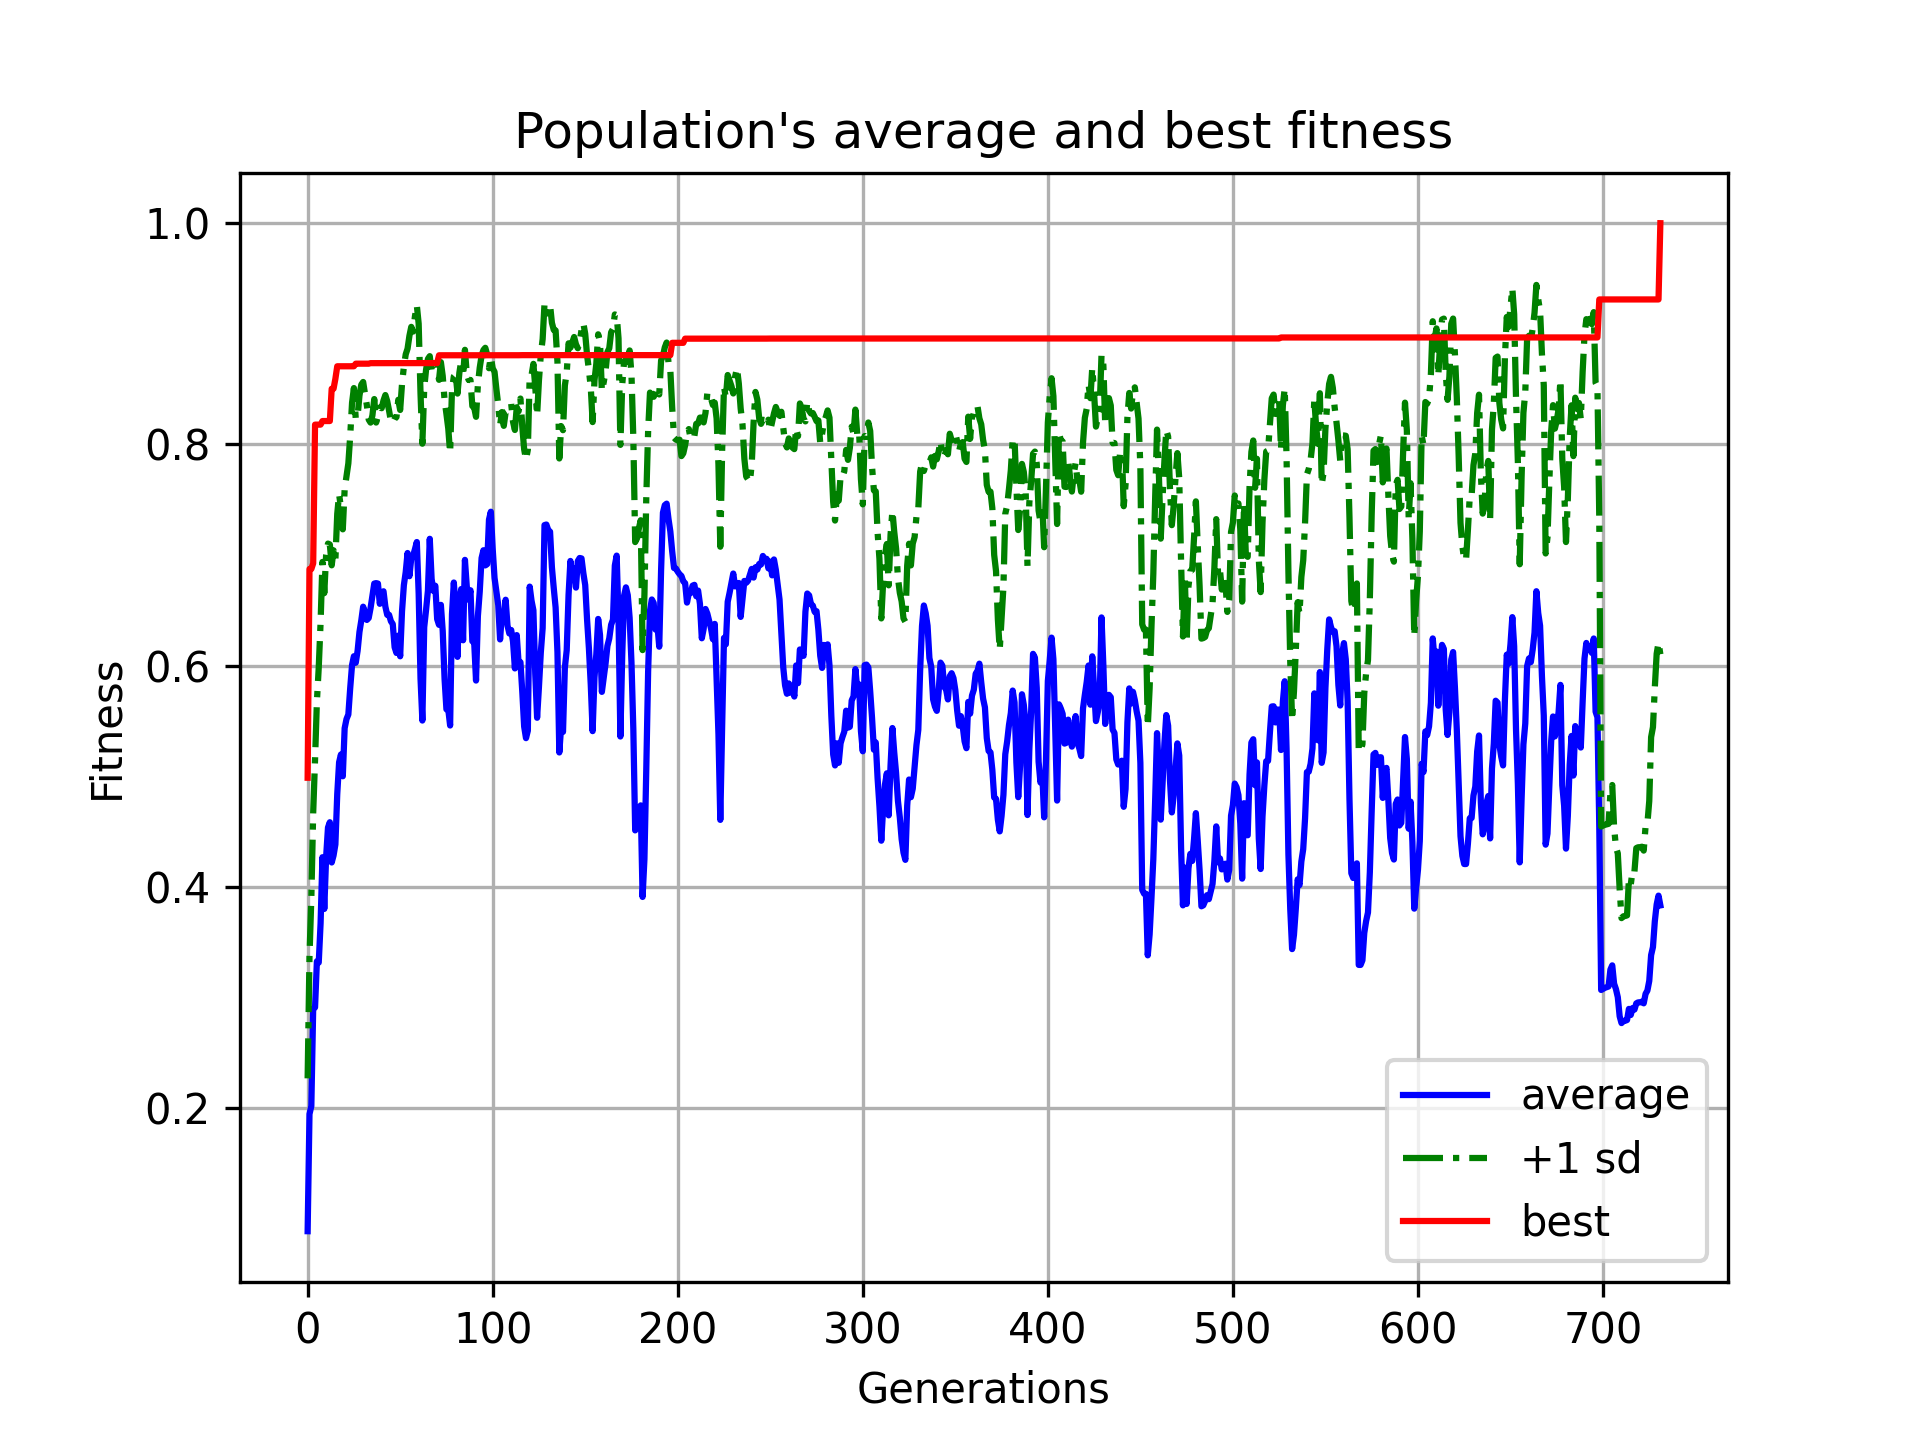 Population's average and best fitness
Fitness
1.0
0.8
0.6
0.4
0.2
average
+1 sd
best
0 100 200 300 400 500 600 700
Generations